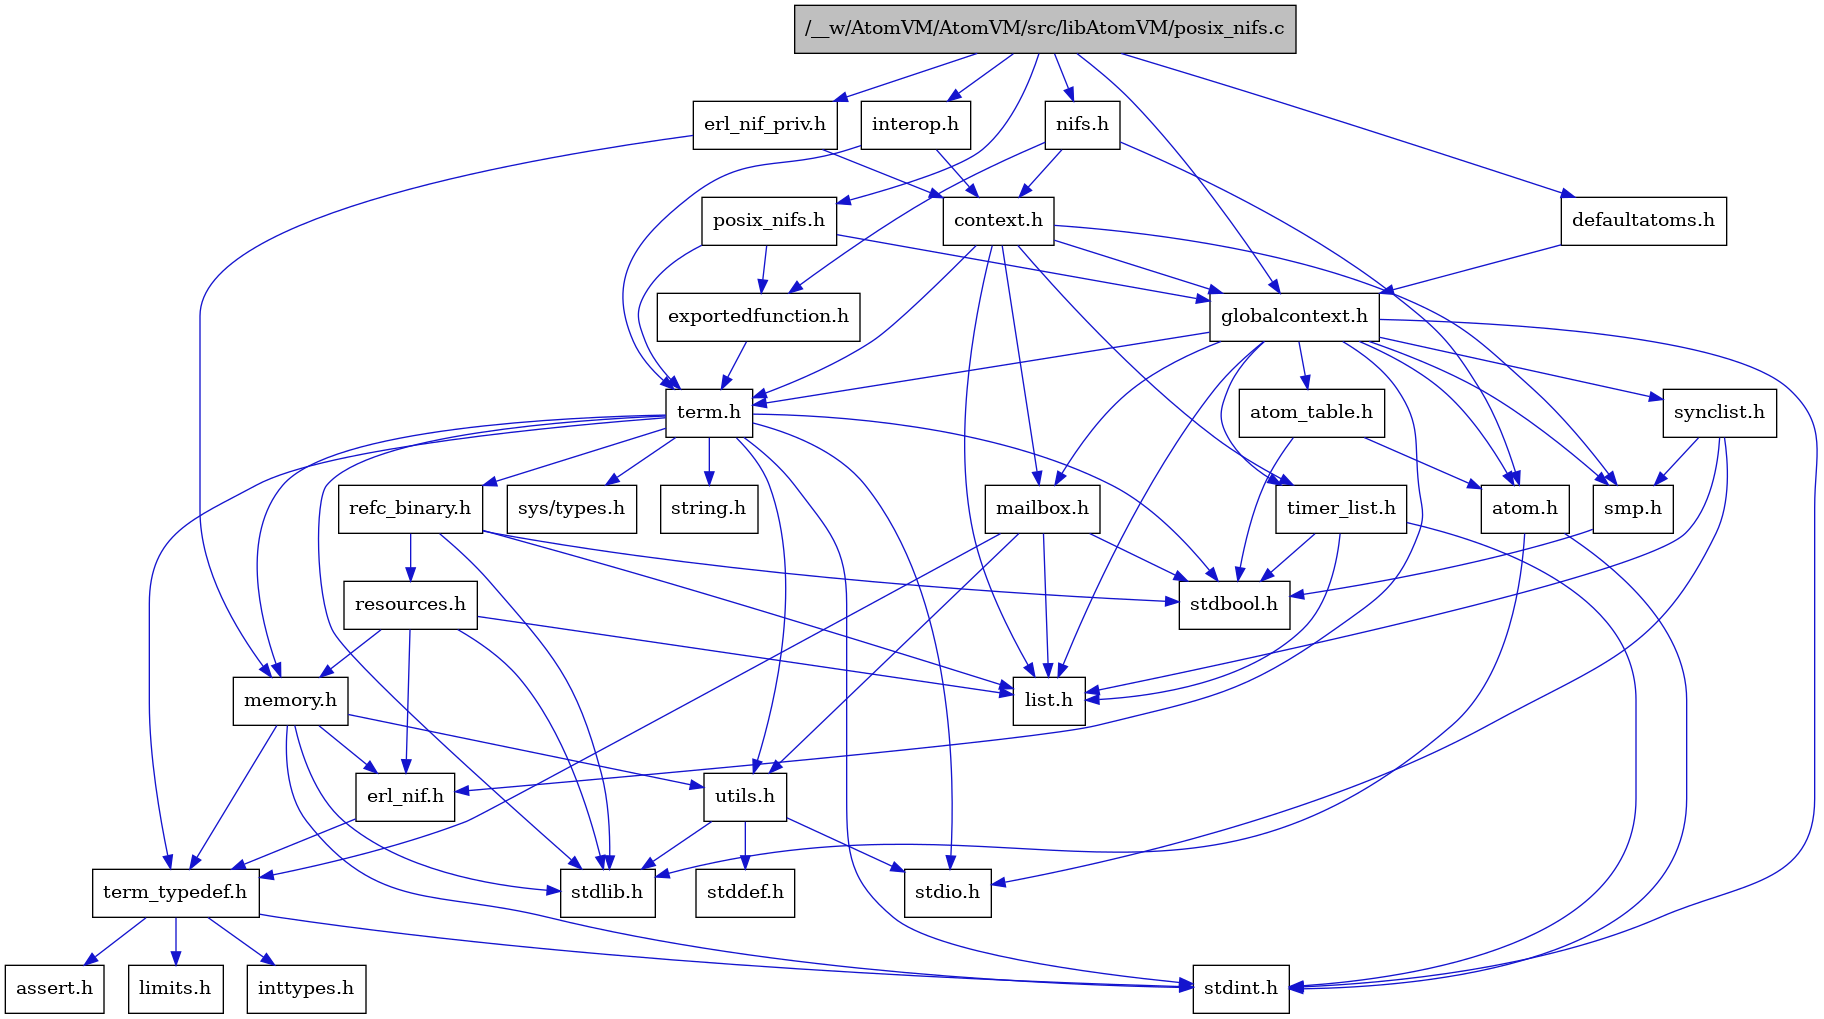 /__w/AtomVM/AtomVM/src/libAtomVM/posix_nifs.c
erl_nif_priv.h
interop.h
nifs.h
posix_nifs.h
context.h
defaultatoms.h
exportedfunction.h
globalcontext.h
term.h
atom_table.h
synclist.h
refc_binary.h
sys/types.h
string.h
mailbox.h
timer_list.h
atom.h
smp.h
resources.h
stdbool.h
memory.h
list.h
erl_nif.h
utils.h
term_typedef.h
stdlib.h
stddef.h
stdio.h
assert.h
limits.h
inttypes.h
stdint.h